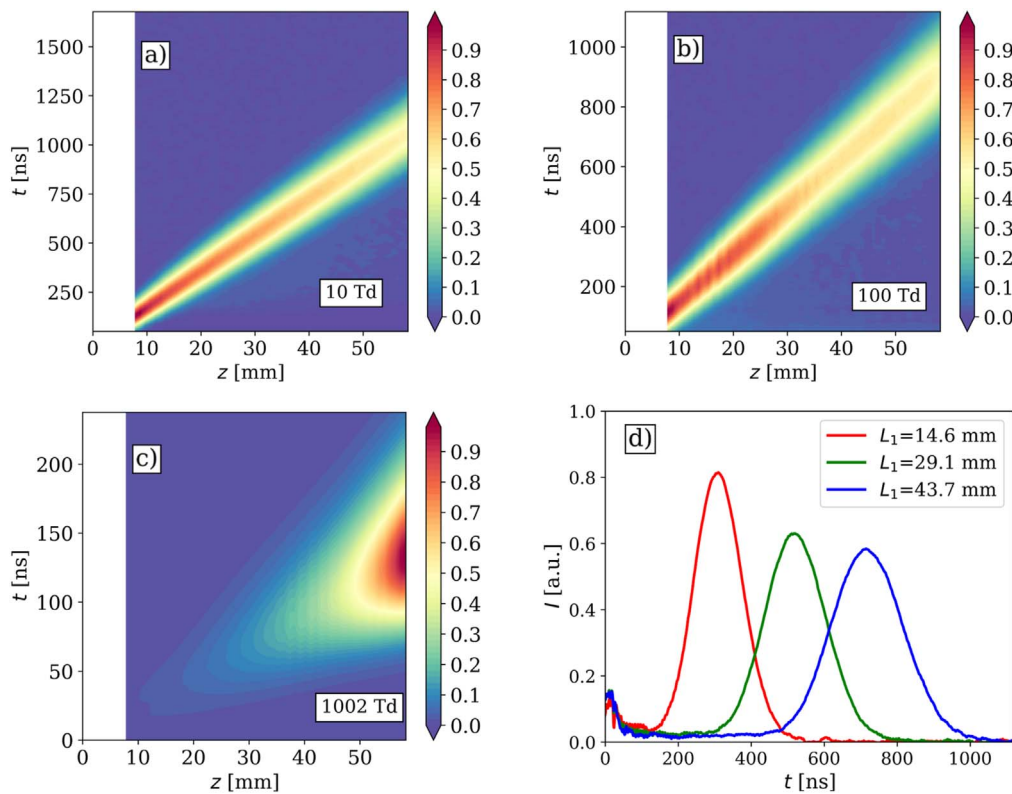 a)
t [ns]
1500
1250
1000
750
500
250
0 10 20 30 40 50
z [mm]
10 Td
0.9
0.8
0.7
0.6
0.5
0.4
0.3
0.2
0.1
0.0
b)
t [ns]
1000
800
600
400
200
0 10 20 30 40 50
z [mm]
100 Td
0.9
0.8
0.7
0.6
0.5
0.4
0.3
0.2
0.1
0.0
c)
t [ns]
200
150
100
50
0
0 10 20 30 40 50
z [mm]
1002 Td
0.9
0.8
0.7
0.6
0.5
0.4
0.3
0.2
0.1
0.0
d)
I [a.u.]
1.0
0.8
0.6
0.4
0.2
0.0
0 200 400 600 800 1000
t [ns]
L₁=14.6 mm
L₁=29.1 mm
L₁=43.7 mm